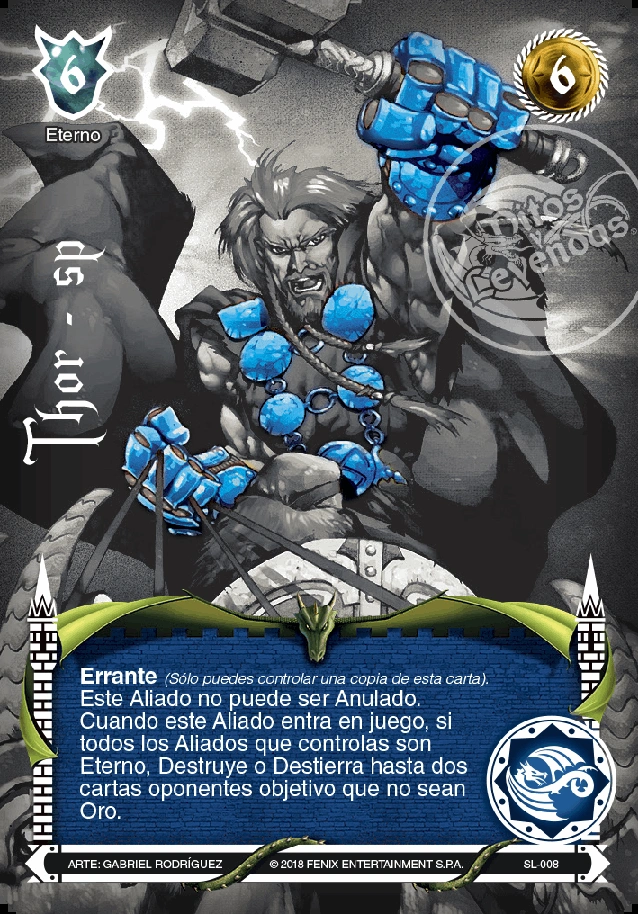 6
6
Eterno
Mitos
y
Leyendas
®
Thor - sp
Errante (Sólo puedes controlar una copia de esta carta).
Este Aliado no puede ser Anulado.
Cuando este Aliado entra en juego, si
todos los Aliados que controlas son
Eterno, Destruye o Destierra hasta dos
cartas oponentes objetivo que no sean
Oro.
ARTE: GABRIEL RODRÍGUEZ © 2018 FENIX ENTERTAINMENT S.P.A. SL-008